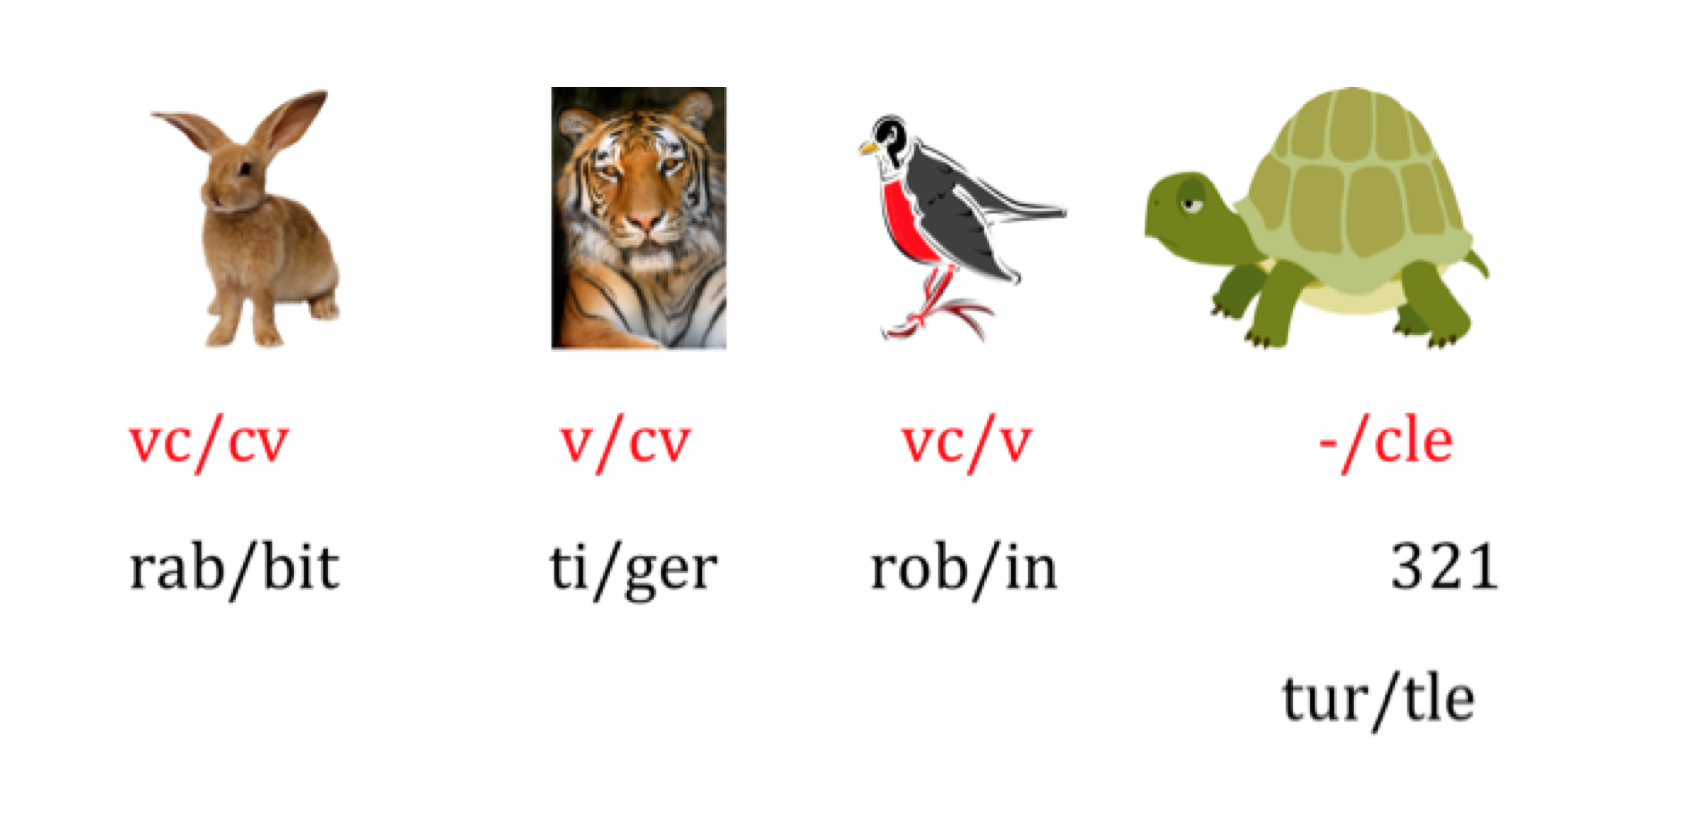 vc/cv v/cv vc/v -/cle
rab/bit ti/ger rob/in 321
tur/tle